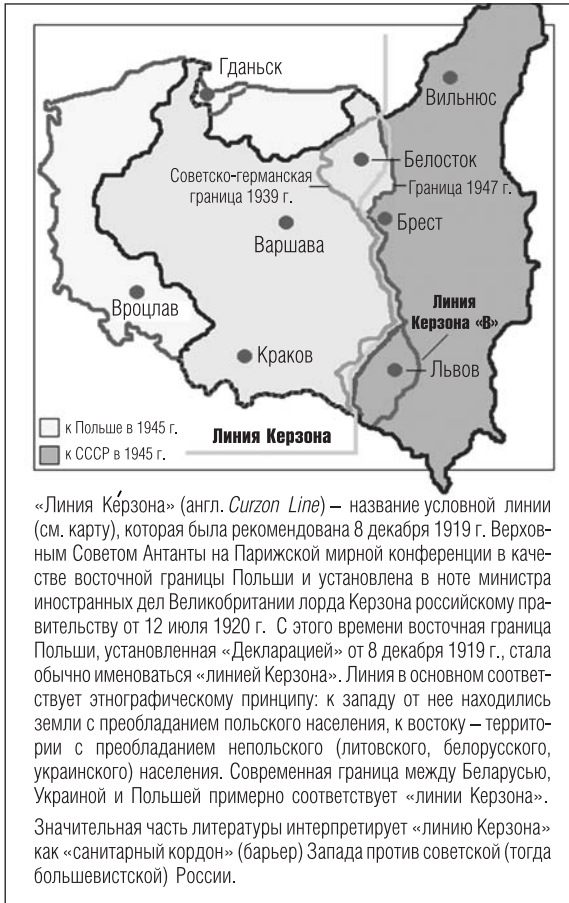 Гданьск
Вильнюс
Белосток
Советско-германская
граница 1939 г.
Граница 1947 г.
Варшава
Брест
Вроцлав
Линия
Керзона «В»
Краков
Львов
к Польше в 1945 г.
Линия Керзона
к СССР в 1945 г.
«Линия Ке́рзона» (англ. Curzon Line) – название условной линии
(см. карту), которая была рекомендована 8 декабря 1919 г. Верхов-
ным Советом Антанты на Парижской мирной конференции в каче-
стве восточной границы Польши и установлена в ноте министра
иностранных дел Великобритании лорда Керзона российскому пра-
вительству от 12 июля 1920 г. С этого времени восточная граница
Польши, установленная «Декларацией» от 8 декабря 1919 г., стала
обычно именоваться «линией Керзона». Линия в основном соответ-
ствует этнографическому принципу: к западу от нее находились
земли с преобладанием польского населения, к востоку – террито-
рии с преобладанием непольского (литовского, белорусского,
украинского) населения. Современная граница между Беларусью,
Украиной и Польшей примерно соответствует «линии Керзона».
Значительная часть литературы интерпретирует «линию Керзона»
как «санитарный кордон» (барьер) Запада против советской (тогда
большевистской) России.